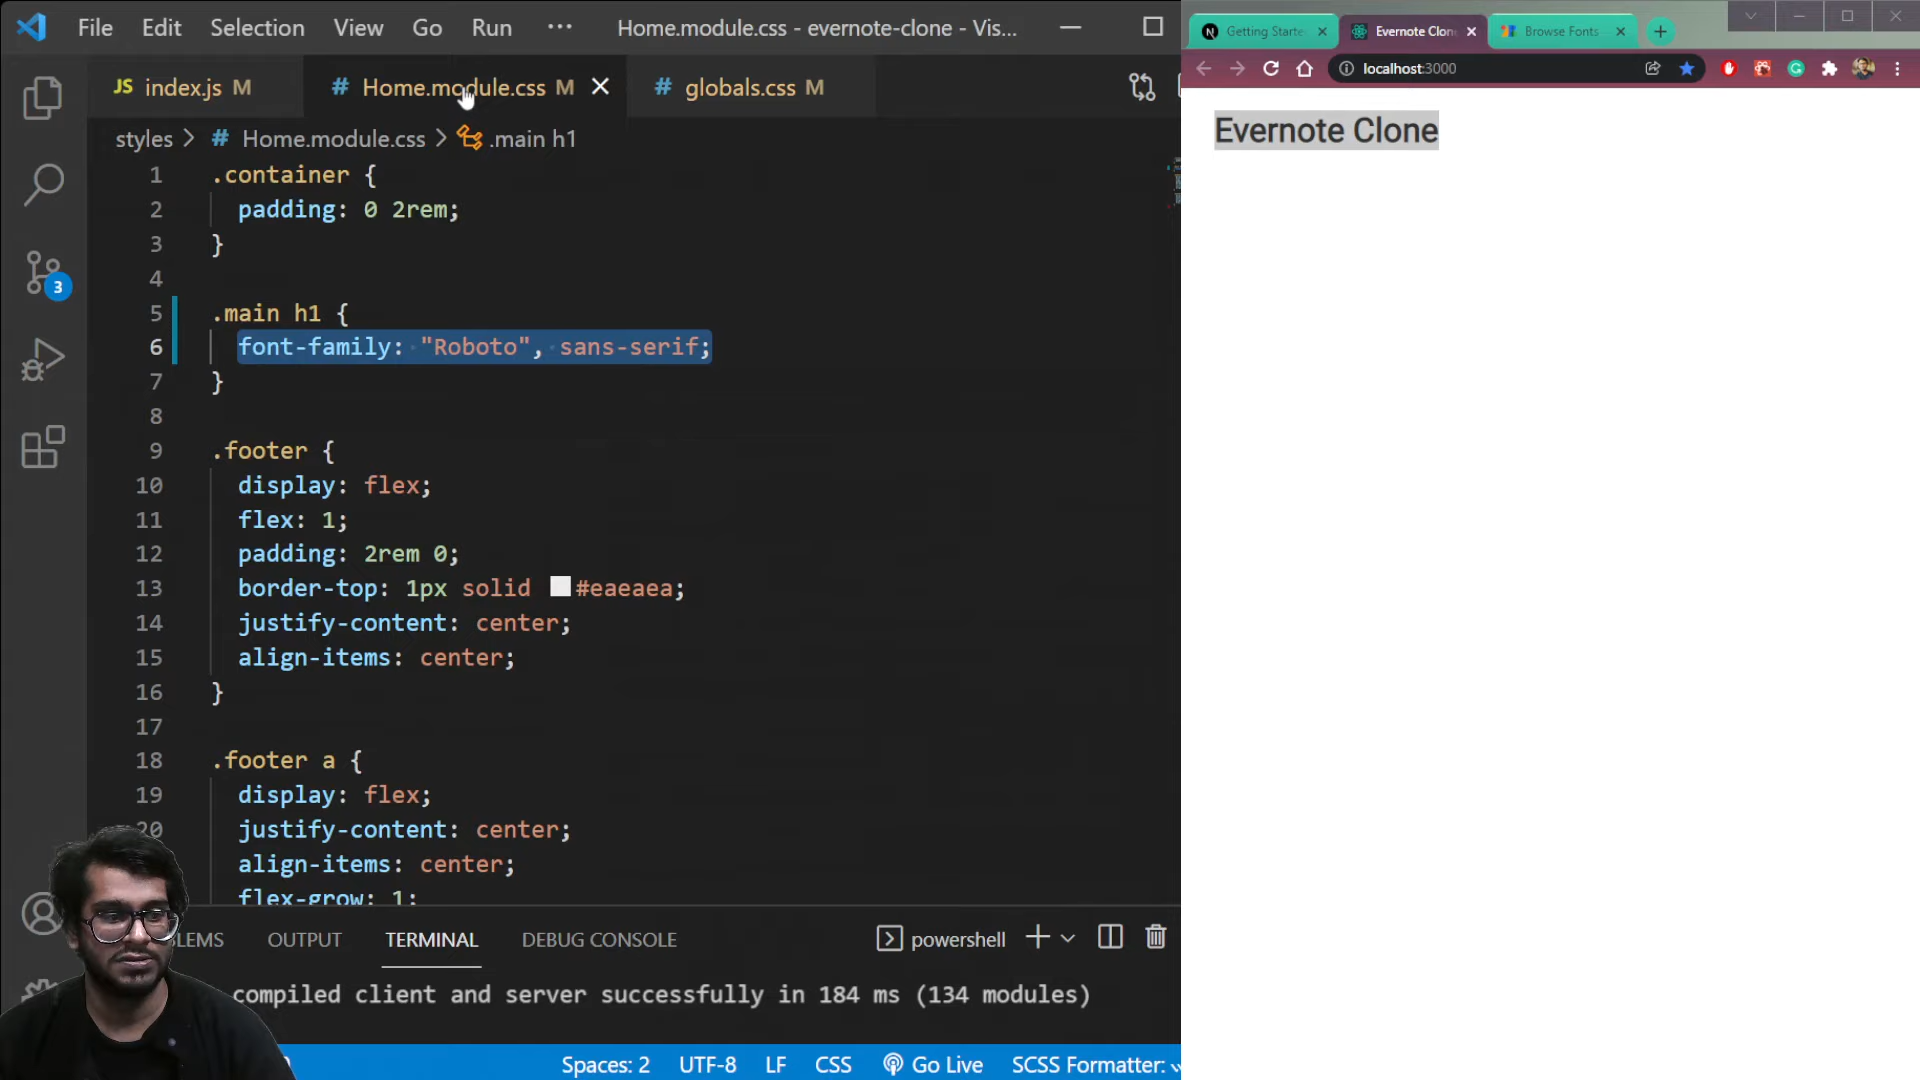 File Edit Selection View Go Run ··· Home.module.css - evernote-clone - Vis...
JS index.js M # Home.module.css M # globals.css M
styles > # Home.module.css > .main h1
1 .container {
2 padding: 0 2rem;
3 }
4
5 .main h1 {
6 font-family: "Roboto", sans-serif;
7 }
8
9 .footer {
10 display: flex;
11 flex: 1;
12 padding: 2rem 0;
13 border-top: 1px solid #eaeaea;
14 justify-content: center;
15 align-items: center;
16 }
17
18 .footer a {
19 display: flex;
20 justify-content: center;
align-items: center;
flex-grow: 1;
3
LEMS OUTPUT TERMINAL DEBUG CONSOLE powershell
compiled client and server successfully in 184 ms (134 modules)
Spaces: 2 UTF-8 LF CSS Go Live SCSS Formatter:
Getting Starte Evernote Clon Browse Fonts
localhost:3000
Evernote Clone